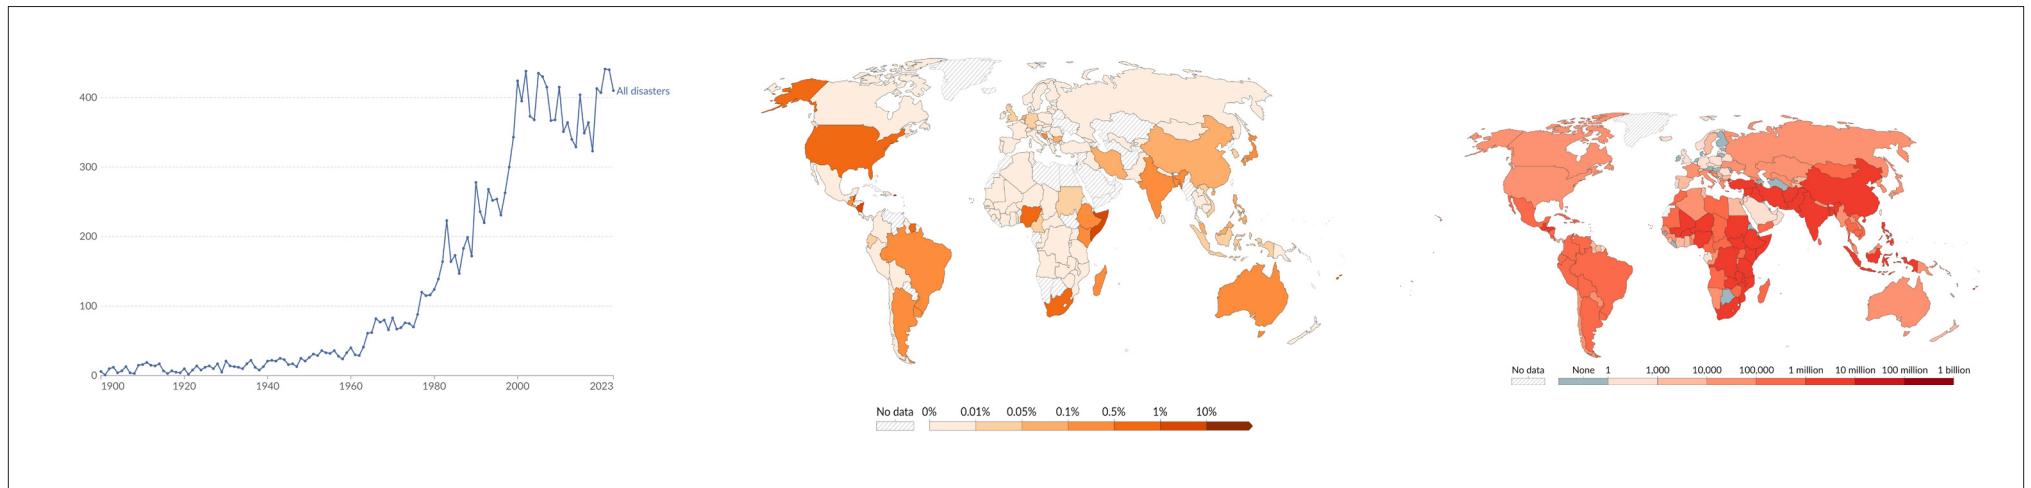 400
300
200
100
0
1900 1920 1940 1960 1980 2000 2023
All disasters
No data 0% 0.01% 0.05% 0.1% 0.5% 1% 10%
No data None 1 1,000 10,000 100,000 1 million 10 million 100 million 1 billion